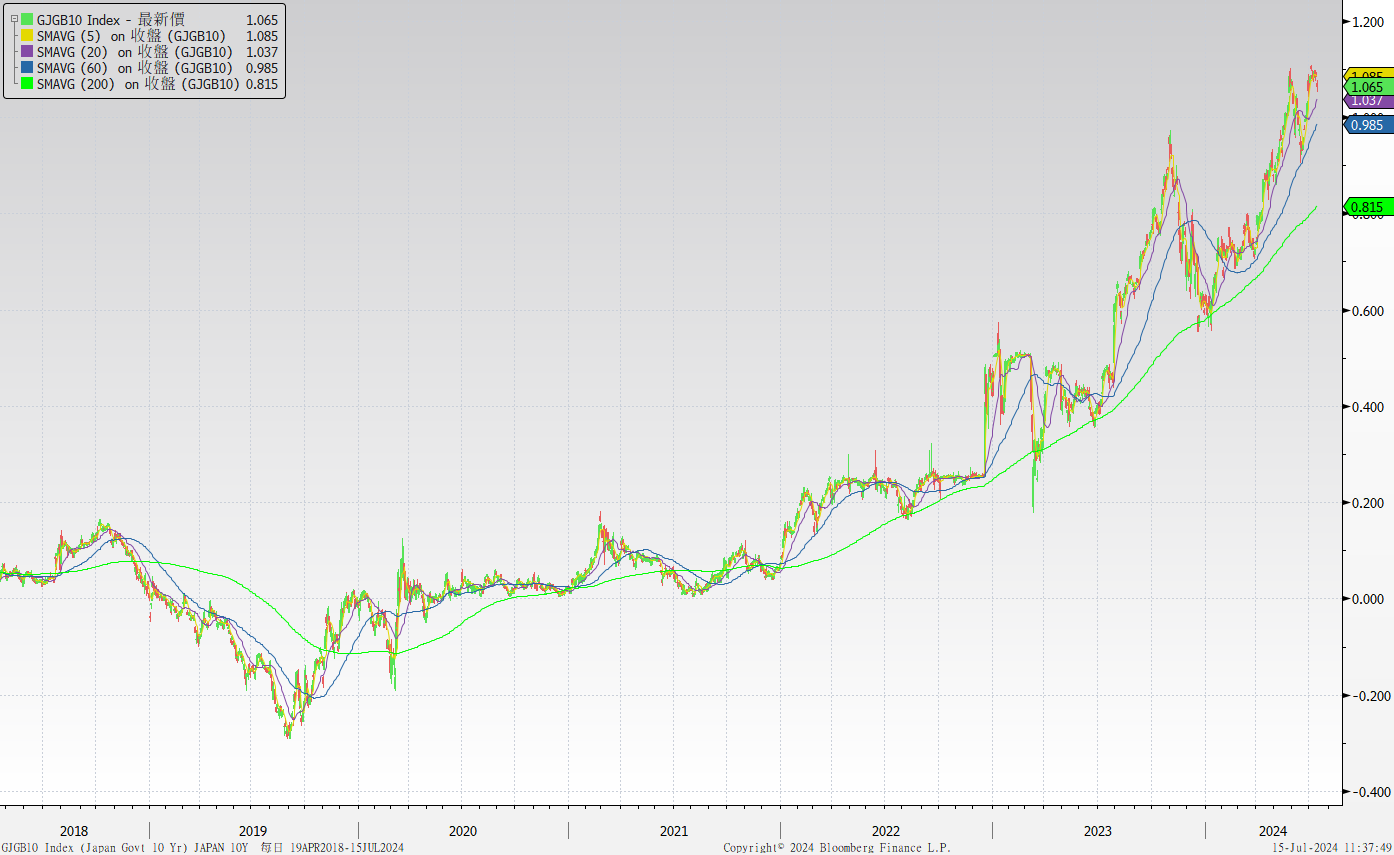 GJGB10 Index - 最新價 1.065
SMAVG (5) on 收盤 (GJGB10) 1.085
SMAVG (20) on 收盤 (GJGB10) 1.037
SMAVG (60) on 收盤 (GJGB10) 0.985
SMAVG (200) on 收盤 (GJGB10) 0.815
1.200
1.085
1.065
1.037
0.985
0.815
0.600
0.400
0.200
0.000
-0.200
-0.400
2018 2019 2020 2021 2022 2023 2024
GJGB10 Index (Japan Govt 10 Yr) JAPAN 10Y 每日 19APR2018-15JUL2024 Copyright© 2024 Bloomberg Finance L.P. 15-Jul-2024 11:37:49